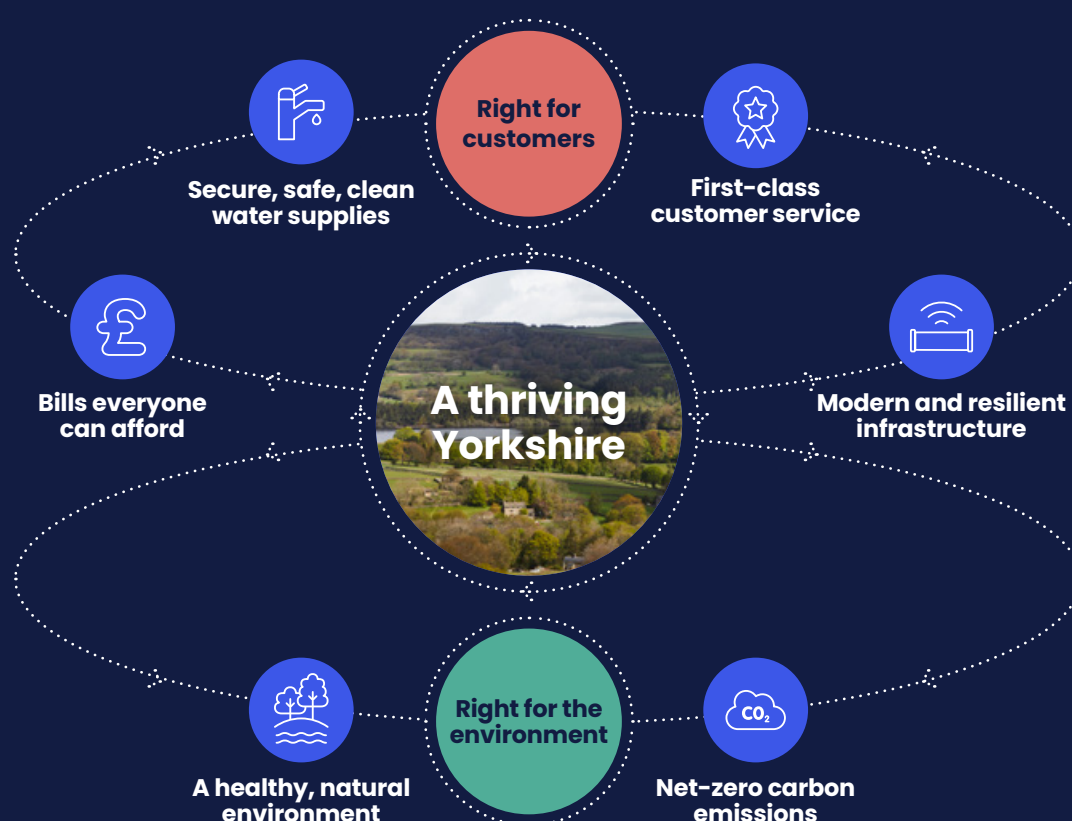 Right for
customers
Secure, safe, clean
water supplies
First-class
customer service
Bills everyone
can afford
A thriving
Yorkshire
Modern and resilient
infrastructure
Right for the
environment
CO₂
A healthy, natural
environment
Net-zero carbon
emissions